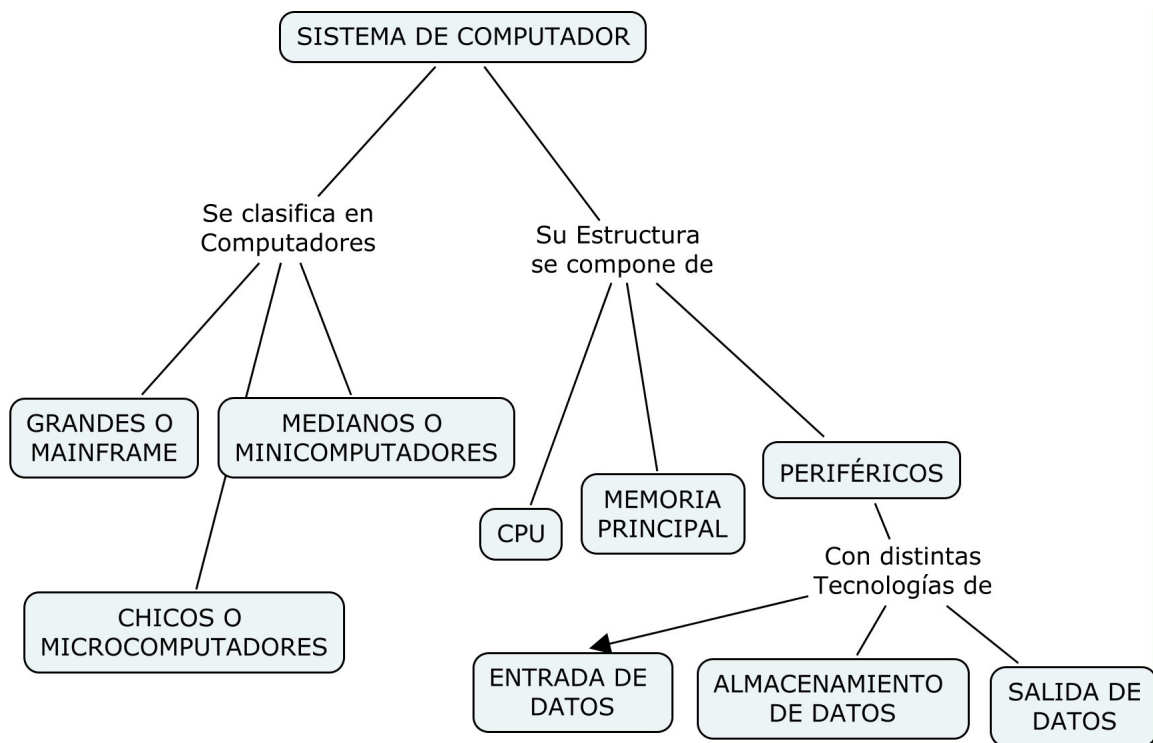 SISTEMA DE COMPUTADOR
Se clasifica en
Computadores
Su Estructura
se compone de
GRANDES O
MAINFRAME
MEDIANOS O
MINICOMPUTADORES
CHICOS O
MICROCOMPUTADORES
CPU
MEMORIA
PRINCIPAL
PERIFÉRICOS
Con distintas
Tecnologías de
ENTRADA DE
DATOS
ALMACENAMIENTO
DE DATOS
SALIDA DE
DATOS